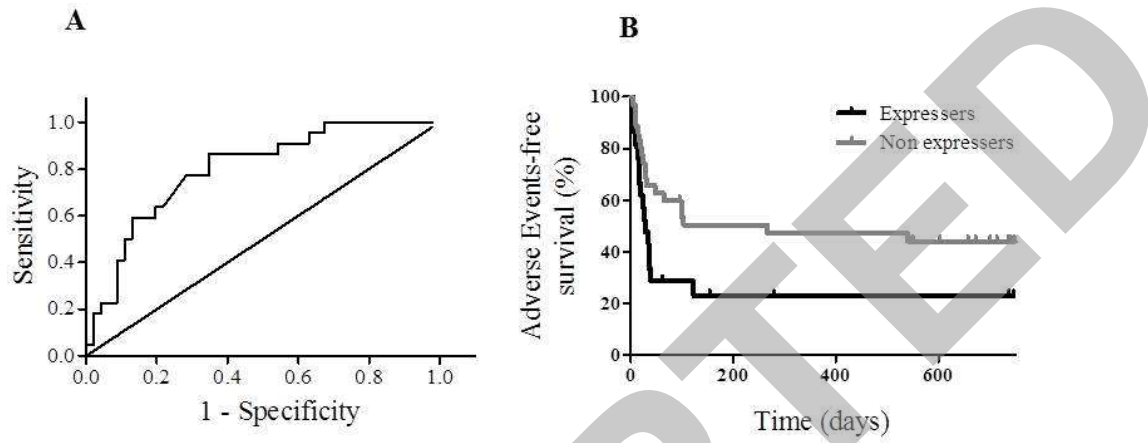 A
Sensitivity
1.0
0.8
0.6
0.4
0.2
0.0
0.0 0.2 0.4 0.6 0.8 1.0
1 - Specificity
B
Adverse Events-free
survival (%)
100
80
60
40
20
0
Expressers
Non expressers
0 200 400 600
Time (days)
PTED